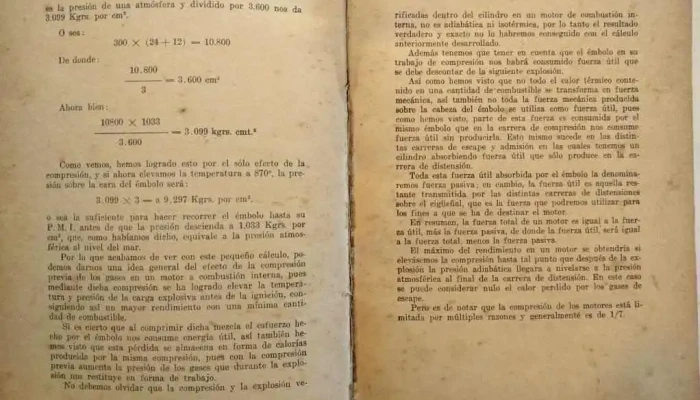 es la presión de una atmósfera y dividido por 3.600 nos da
3.099 Kgrs. por cm².
O sea:
300 × (24 + 12) = 10.800
De donde:
10.800
3
= 3.600 cm³
Ahora bien:
10800 × 1033
3.600
= 3.099 kgrs. cmt.²
Como vemos, hemos logrado esto por el sólo efecto de la
compresión, y si ahora elevamos la temperatura a 870°, la pre-
sión sobre la cara del émbolo será:
3.099 × 3 = a 9,297 Kgrs. por cm².
o sea la suficiente para hacer recorrer el émbolo hasta su
P.M.I. antes de que la presión descienda a 1.033 Kgrs. por
cm², que, como habíamos dicho, equivale a la presión atmos-
férica al nivel del mar.
Por lo que acabamos de ver con este pequeño cálculo, po-
demos darnos una idea general del efecto de la compresión
previa de los gases en un motor a combustión interna, pues
mediante dicha compresión se ha logrado elevar la tempera-
tura y presión de la carga explosiva antes de la ignición, con-
siguiendo así un mayor rendimiento con una mínima canti-
dad de combustible.
Si es cierto que al comprimir dicha mezcla el esfuerzo he-
cho por el émbolo nos consume energía útil, así también he-
mos visto que esta pérdida se almacena en forma de calorías
producida por la misma compresión, pues con la compresión
previa aumenta la presión de los gases que durante la explo-
sión nos restituye en forma de trabajo.
No debemos olvidar que la compresión y la explosión ve-
rificadas dentro del cilindro en un motor de combustión in-
terna, no es adiabática ni isotérmica, por lo tanto el resultado
verdadero y exacto no lo habremos conseguido con el cálculo
anteriormente desarrollado.
Además tenemos que tener en cuenta que el émbolo en su
trabajo de compresión nos habrá consumido fuerza útil que
se debe descontar de la siguiente explosión.
Así como hemos visto que no todo el calor térmico conte-
nido en una cantidad de combustible se transforma en fuerza
mecánica, así también no toda la fuerza mecánica producida
sobre la cabeza del émbolo se utiliza como fuerza útil, pues
como hemos visto, parte de esta fuerza es consumida por el
mismo émbolo que en la carrera de compresión nos consume
fuerza útil sin producirla. Esto mismo sucede en las distin-
tas carreras de escape y admisión en las cuales tenemos un
cilindro absorbiendo fuerza útil que sólo produce en la ca-
rrera de distensión.
Toda esta fuerza útil absorbida por el émbolo la denomina-
remos fuerza pasiva; en cambio, la fuerza útil es aquella res-
tante transmitida por las distintas carreras de distensiones
sobre el cigüeñal, que es la fuerza que podremos utilizar para
los fines a que se ha de destinar el motor.
En resumen, la fuerza total de un motor es igual a la fuer-
za útil, más la fuerza pasiva, de donde la fuerza útil, será igual
a la fuerza total, menos la fuerza pasiva.
El máximo del rendimiento en un motor se obtendría si
elevásemos la compresión hasta tal punto que después de la ex-
plosión la presión adiabática llegara a nivelarse a la presión
atmosférica al final de la carrera de distensión. En este caso
se puede considerar nulo el calor perdido por los gases de
escape.
Pero es de notar que la compresión de los motores está li-
mitada por múltiples razones y generalmente es de 1/7.